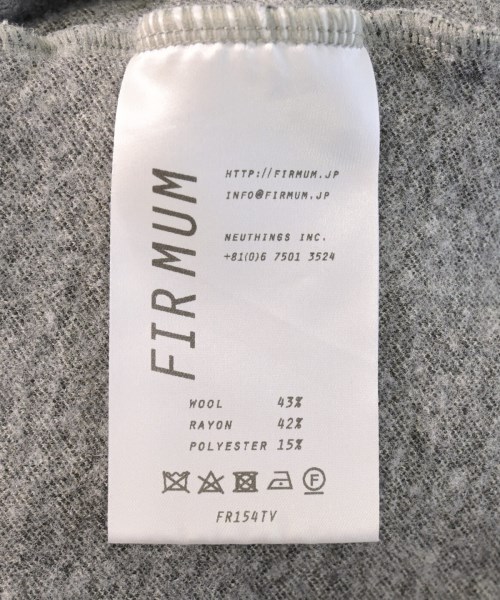 FIRMUM
HTTP://FIRMUM.JP
INFO@FIRMUM.JP
NEUTHINGS INC.
+81(0)6 7501 3524
WOOL 43%
RAYON 42%
POLYESTER 15%
F
FR154TV